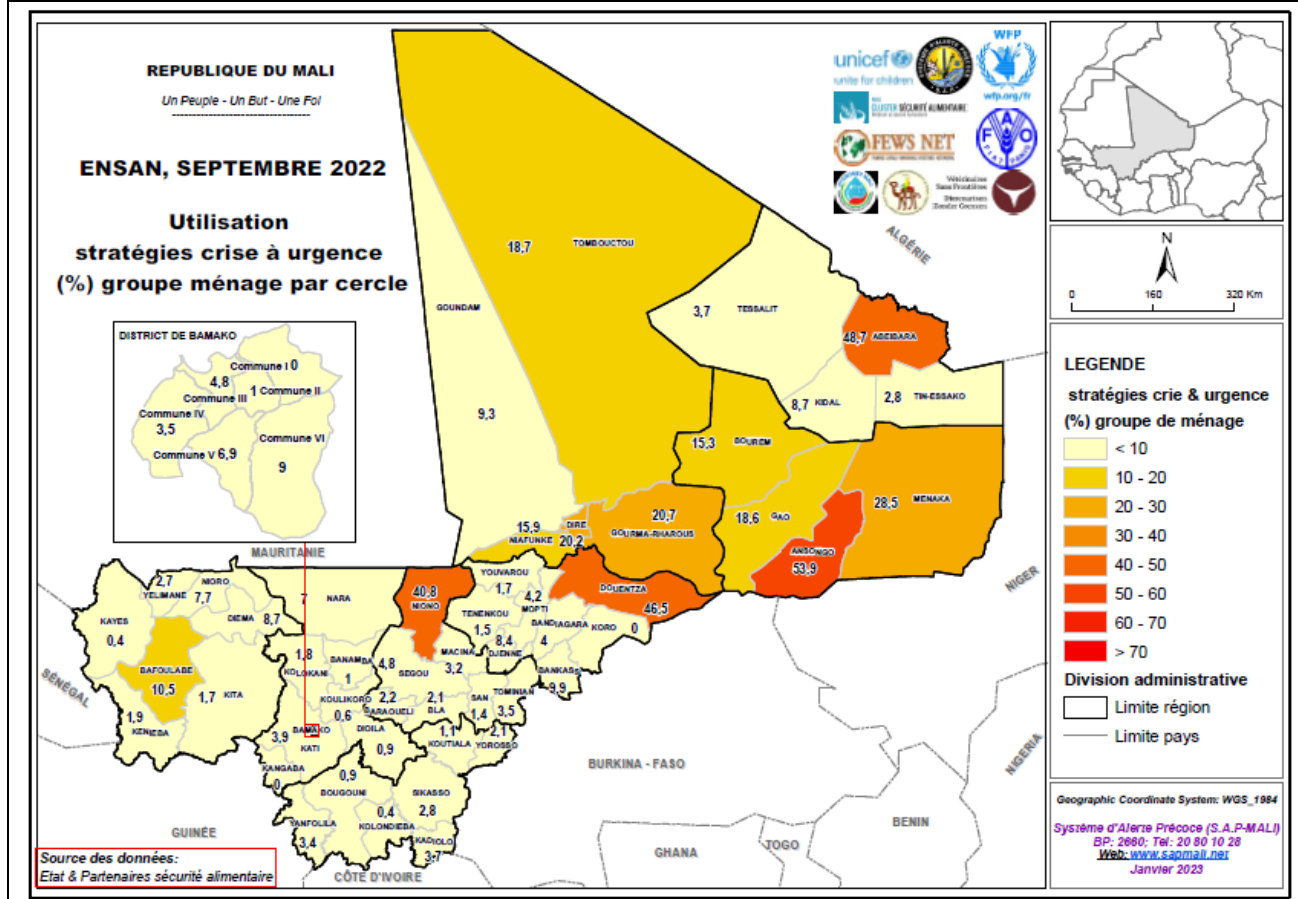 REPUBLIQUE DU MALI
Un Peuple - Un But - Une Foi
ENSAN, SEPTEMBRE 2022
Utilisation
stratégies crise à urgence
(%) groupe ménage par cercle
DISTRICT DE BAMAKO
Commune I 0
4,8
Commune III
1
Commune II
Commune IV
3,5
Commune V 6,9
Commune VI
9
unicef
unite for children
WFP
wfp.org/fr
CLUSTER SÉCURITÉ ALIMENTAIRE
FEWS NET
FAO
FIAT PANIS
Vétérinaires
Sans Frontières
Dierenartsen
Zonder Grenzen
18,7
TOMBOUCTOU
GOUNDAM
9,3
3,7
TESSALIT
48,7
ABEIBARA
8,7
KIDAL
2,8
TIN-ESSAKO
15,3
BOUREM
28,5
MENAKA
18,6
GAO
ANSONGO
53,9
20,7
GOURMA-RHAROUS
DIRE
20,2
15,9
NIAFUNKE
ALGÉRIE
MAURITANIE
NIGER
SÉNÉGAL
2,7
YELIMANE
NIORO
7,7
DIEMA
8,7
KAYES
0,4
BAFOULABE
10,5
1,7
KITA
1,9
KENIEBA
7
NARA
40,8
NIONO
YOUVAROU
1,7
4,2
MOPTI
TENENKOU
1,5
8,4
DJENNE
DOUENTZA
46,5
BANDIAGARA
4
KORO
0
BANKASS
9,9
1,8
KOLOKANI
BANAMBA
1
4,8
SEGOU
MACINA
3,2
KOULIKORO
0,6
2,2
BARAOUELI
2,1
BLA
SAN
1,4
TOMINIAN
3,5
3,9
BAMAKO
KATI
DIOILA
0,9
1,1
KOUTIALA
2,1
YOROSSO
KANGABA
0
0,9
BOUGOUNI
SIKASSO
2,8
0,4
KOLONDIEBA
YANFOLILA
3,4
KADIOLO
3,7
GUINÉE
CÔTE D'IVOIRE
BURKINA - FASO
GHANA
TOGO
BENIN
NIGERIA
Source des données:
Etat & Partenaires sécurité alimentaire
N
0 160 320 Km
LEGENDE
stratégies crie & urgence
(%) groupe de ménage
< 10
10 - 20
20 - 30
30 - 40
40 - 50
50 - 60
60 - 70
> 70
Division administrative
Limite région
Limite pays
Geographic Coordinate System: WGS_1984
Système d'Alerte Précoce (S.A.P-MALI)
BP: 2660; Tel: 20 80 10 28
Web: www.sapmali.net
Janvier 2023